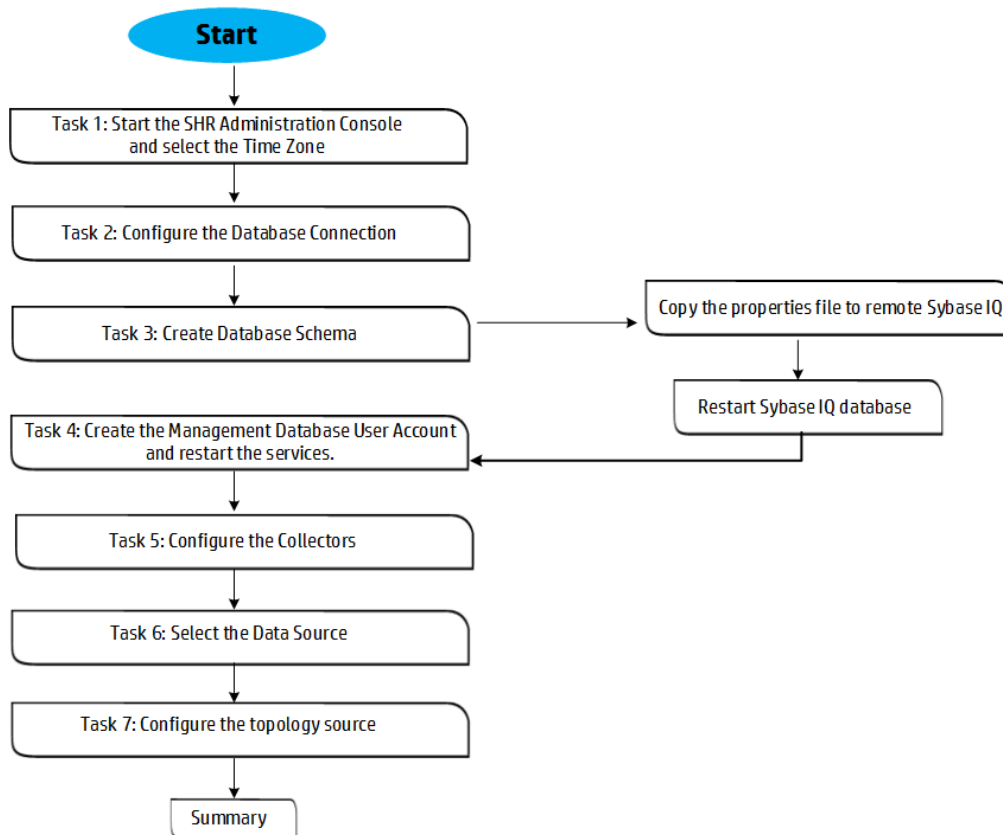 Start
Task 1: Start the SHR Administration Console
and select the Time Zone
Task 2: Configure the Database Connection
Task 3: Create Database Schema
Copy the properties file to remote Sybase IQ
Restart Sybase IQ database
Task 4: Create the Management Database User Account
and restart the services.
Task 5: Configure the Collectors
Task 6: Select the Data Source
Task 7: Configure the topology source
Summary